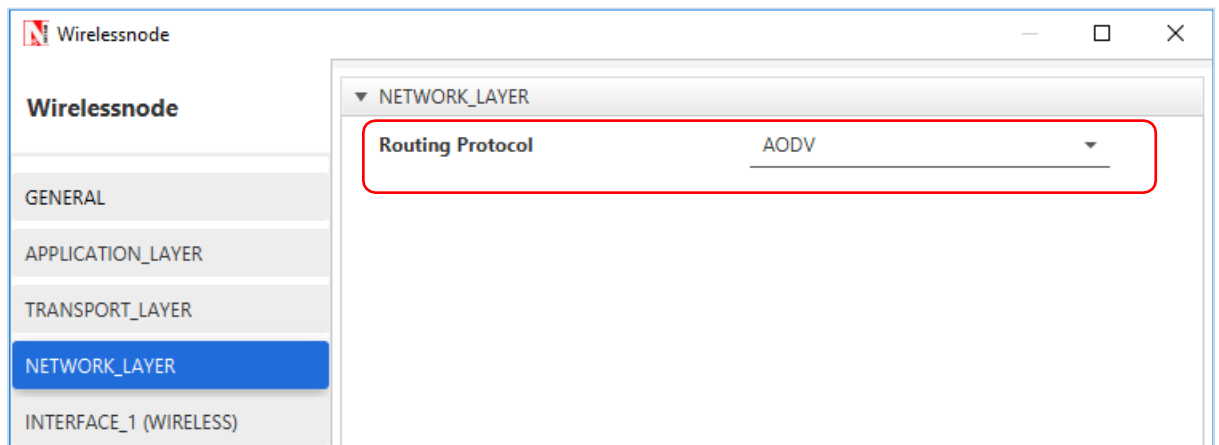 Wirelessnode
Wirelessnode
GENERAL
APPLICATION_LAYER
TRANSPORT_LAYER
NETWORK_LAYER
INTERFACE_1 (WIRELESS)
NETWORK_LAYER
Routing Protocol AODV